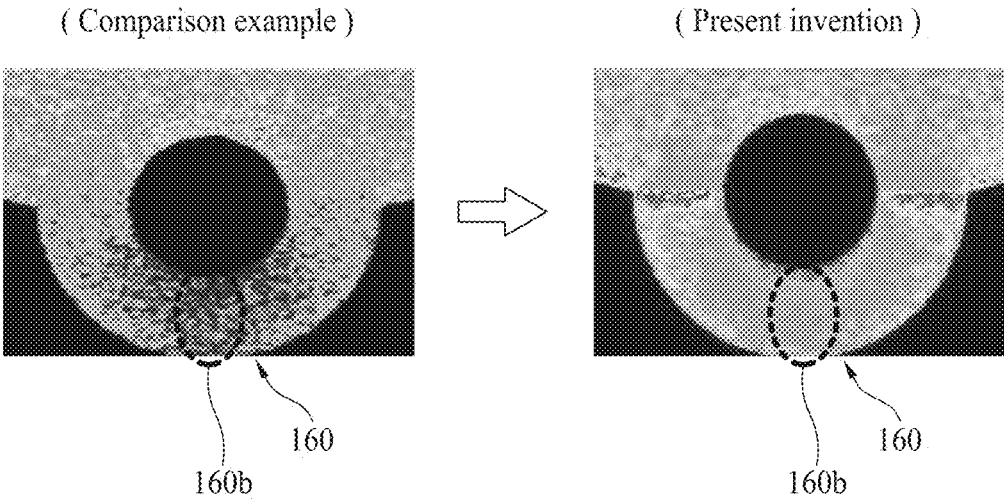 ( Comparison example )
( Present invention )
160
160b
160
160b